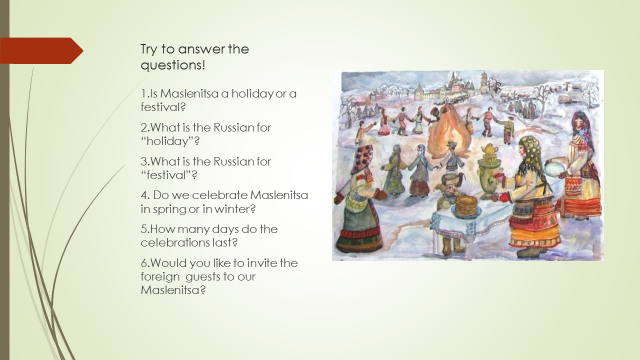 Try to answer the
questions!
1.Is Maslenitsa a holiday or a
festival?
2.What is the Russian for
“holiday”?
3.What is the Russian for
“festival”?
4. Do we celebrate Maslenitsa
in spring or in winter?
5.How many days do the
celebrations last?
6.Would you like to invite the
foreign  guests to our
Maslenitsa?